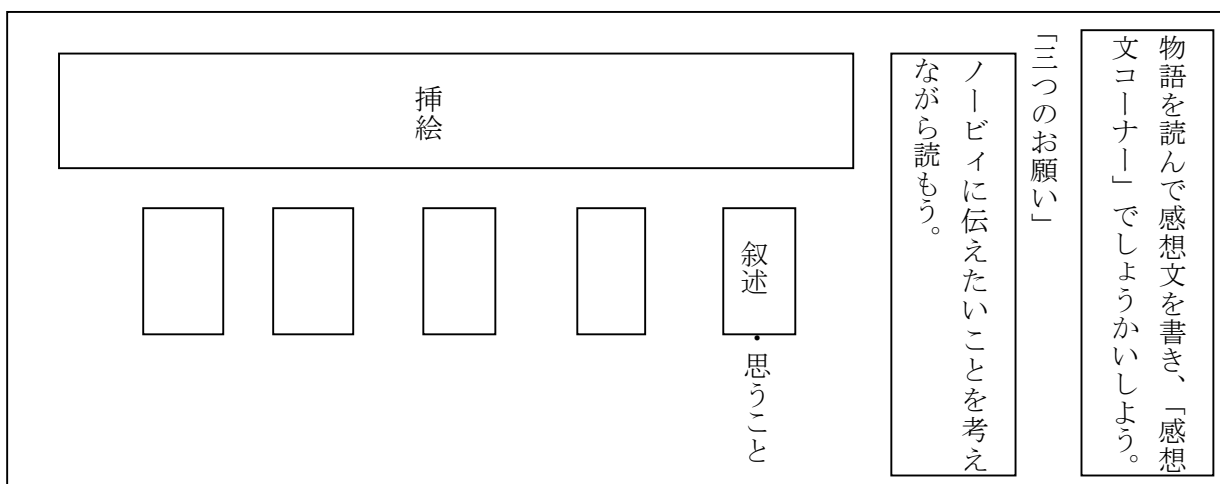 物語を読んで感想文を書き、「感想
文コーナー」でしょうかいしよう。
「三つのお願い」
ノービィに伝えたいことを考え
ながら読もう。
挿絵
叙述
・思うこと